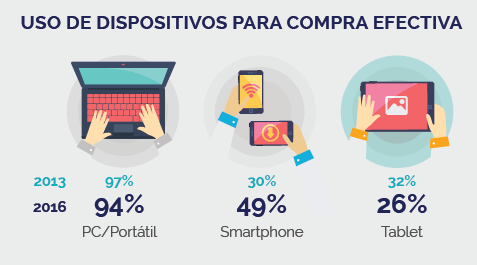 USO DE DISPOSITIVOS PARA COMPRA EFECTIVA
2013 97% 30% 32%
2016 94% 49% 26%
PC/Portátil Smartphone Tablet